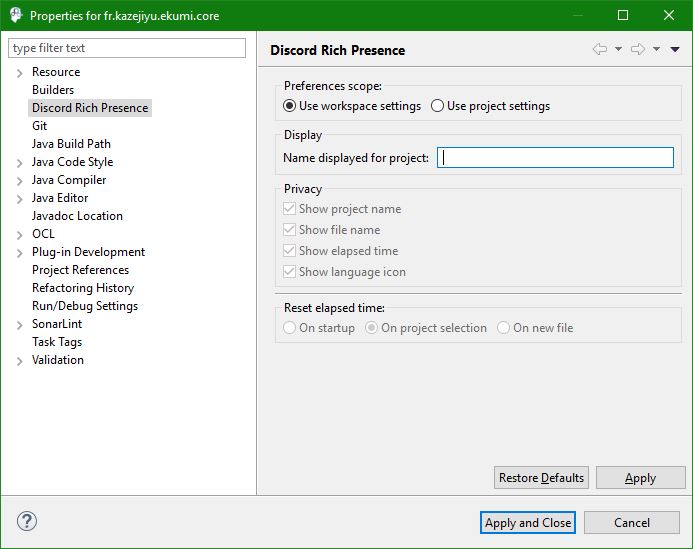 Properties for fr.kazejiyu.ekumi.core
type filter text
Resource
Builders
Discord Rich Presence
Git
Java Build Path
Java Code Style
Java Compiler
Java Editor
Javadoc Location
OCL
Plug-in Development
Project References
Refactoring History
Run/Debug Settings
SonarLint
Task Tags
Validation
Discord Rich Presence
Preferences scope:
Use workspace settings Use project settings
Display
Name displayed for project:
Privacy
Show project name
Show file name
Show elapsed time
Show language icon
Reset elapsed time:
On startup On project selection On new file
Restore Defaults Apply
? Apply and Close Cancel